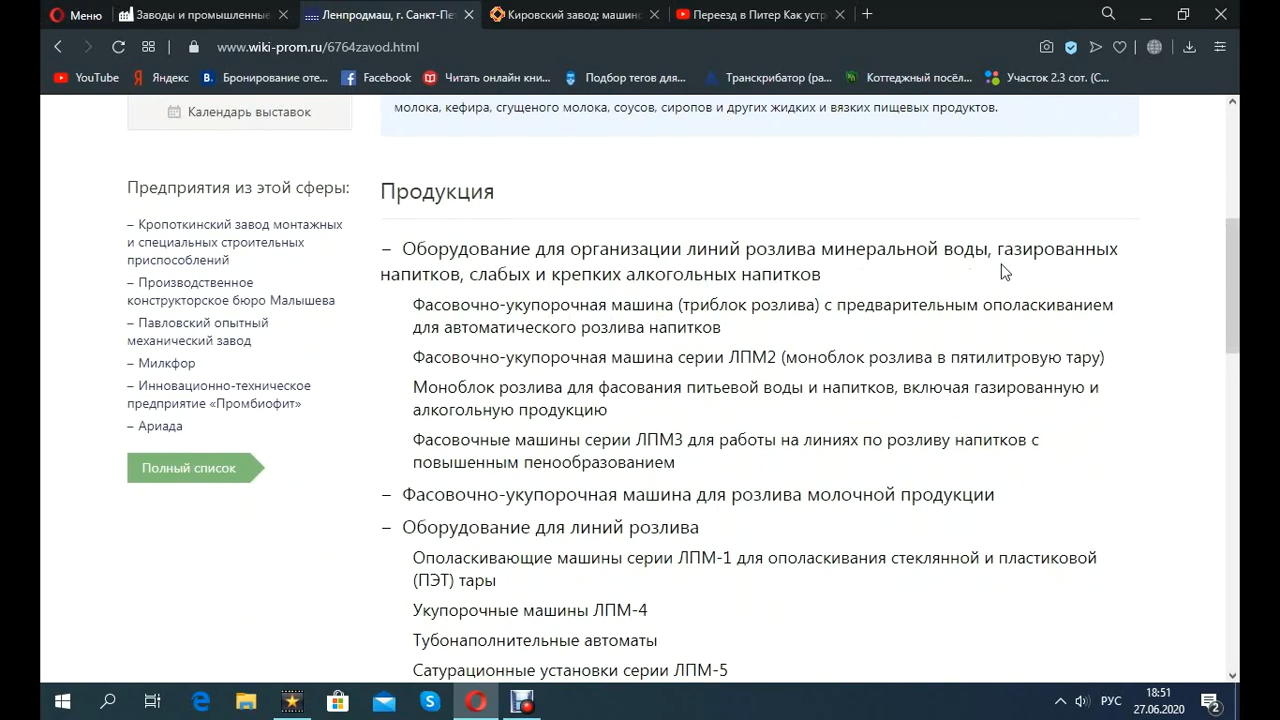 Меню
Заводы и промышленные
Ленпродмаш, г. Санкт-Пет
Кировский завод: машинс
Переезд в Питер Как устр
www.wiki-prom.ru/6764zavod.html
YouTube
Яндекс
Бронирование оте...
Facebook
Читать онлайн кни...
Подбор тегов для...
Транскрибатор (ра...
Коттеджный посёл...
Участок 2.3 сот. (С...
Календарь выставок
молока, кефира, сгущеного молока, соусов, сиропов и других жидких и вязких пищевых продуктов.
Предприятия из этой сферы:
– Кропоткинский завод монтажных
и специальных строительных
приспособлений
– Производственное
конструкторское бюро Малышева
– Павловский опытный
механический завод
– Милкфор
– Инновационно-техническое
предприятие «Промбиофит»
– Ариада
Полный список
Продукция
– Оборудование для организации линий розлива минеральной воды, газированных
напитков, слабых и крепких алкогольных напитков
Фасовочно-укупорочная машина (триблок розлива) с предварительным ополаскиванием
для автоматического розлива напитков
Фасовочно-укупорочная машина серии ЛПМ2 (моноблок розлива в пятилитровую тару)
Моноблок розлива для фасования питьевой воды и напитков, включая газированную и
алкогольную продукцию
Фасовочные машины серии ЛПМ3 для работы на линиях по розливу напитков с
повышенным пенообразованием
– Фасовочно-укупорочная машина для розлива молочной продукции
– Оборудование для линий розлива
Ополаскивающие машины серии ЛПМ-1 для ополаскивания стеклянной и пластиковой
(ПЭТ) тары
Укупорочные машины ЛПМ-4
Тубонаполнительные автоматы
Сатурационные установки серии ЛПМ-5
РУС
18:51
27.06.2020
2